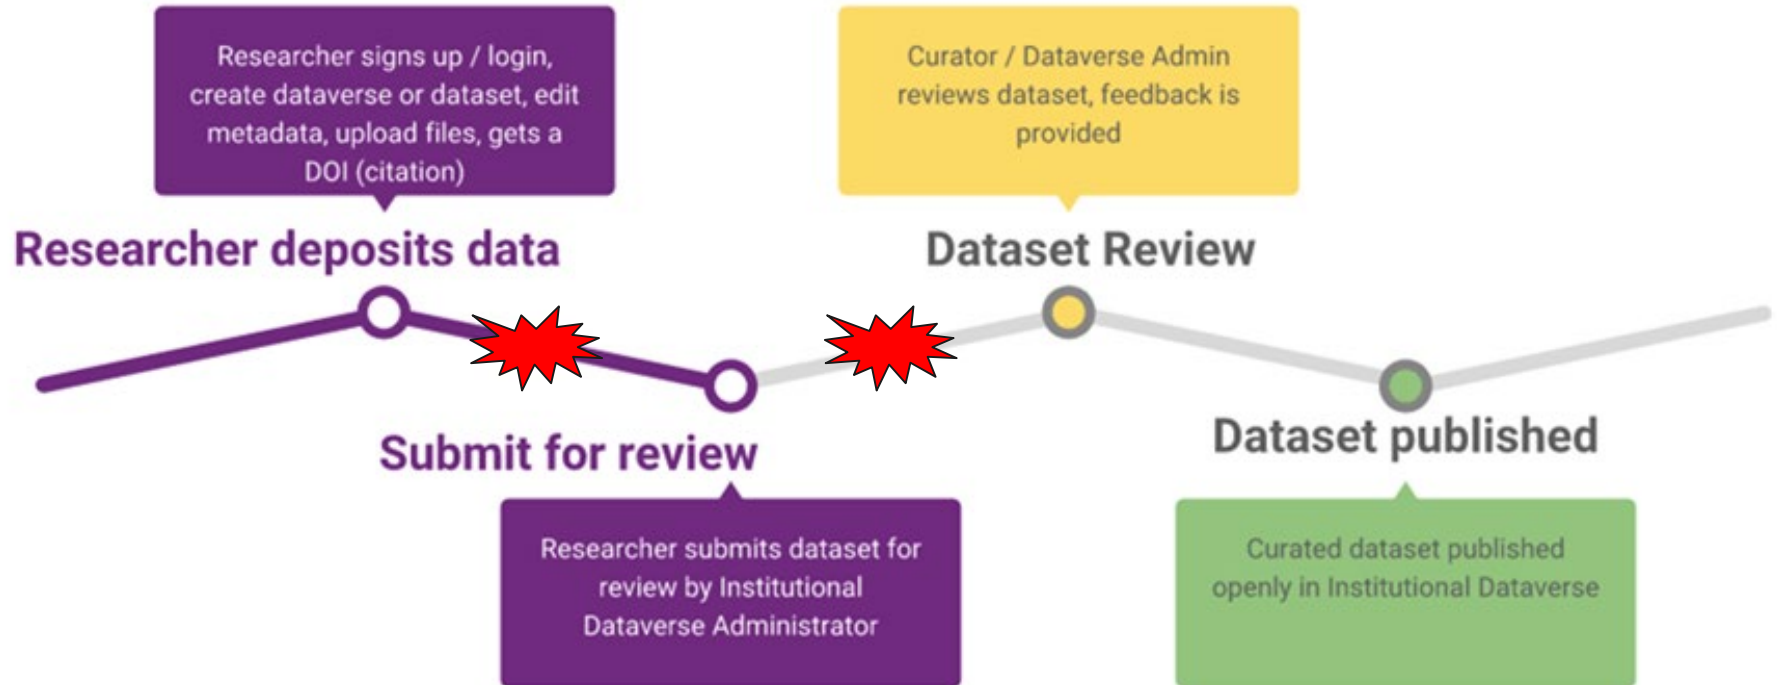 Researcher signs up / login,
create dataverse or dataset, edit
metadata, upload files, gets a
DOI (citation)
Researcher deposits data
Submit for review
Researcher submits dataset for
review by Institutional
Dataverse Administrator
Curator / Dataverse Admin
reviews dataset, feedback is
provided
Dataset Review
Dataset published
Curated dataset published
openly in Institutional Dataverse